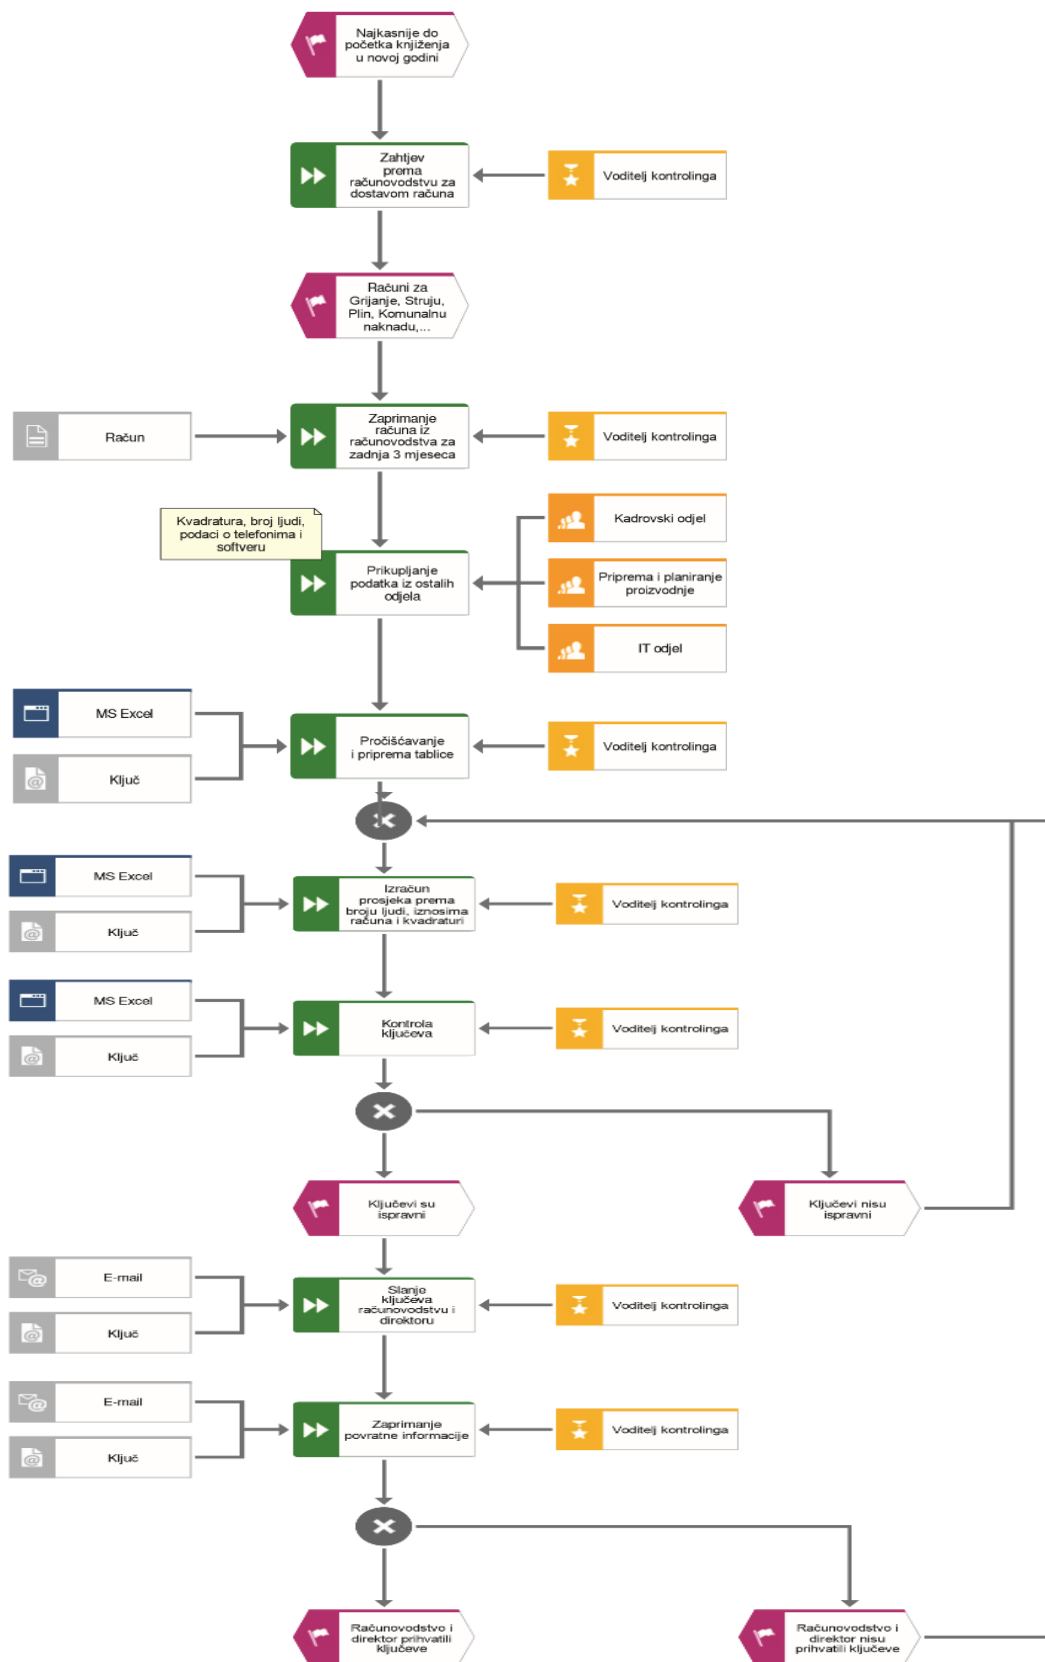 Najkasnije do
početka knjiženja
u novoj godini
Zahtjev
prema
računovodstvu za
dostavom računa
Voditelj kontrolinga
Računi za
Grijanje, Struju,
Plin, Komunalnu
naknadu,...
Račun
Zaprimanje
računa iz
računovodstva za
zadnja 3 mjeseca
Voditelj kontrolinga
Kvadratura, broj ljudi,
podaci o telefonima i
softveru
Prikupljanje
podatka iz ostalih
odjela
Kadrovski odjel
Priprema i planiranje
proizvodnje
IT odjel
MS Excel
Ključ
Pročišćavanje
i priprema tablice
Voditelj kontrolinga
MS Excel
Ključ
Izračun
prosjeka prema
broju ljudi, iznosima
računa i kvadraturi
Voditelj kontrolinga
MS Excel
Ključ
Kontrola
ključeva
Voditelj kontrolinga
Ključevi su
ispravni
Ključevi nisu
ispravni
E-mail
Ključ
Slanje
ključeva
računovodstvu i
direktoru
Voditelj kontrolinga
E-mail
Ključ
Zaprimanje
povratne informacije
Voditelj kontrolinga
Računovodstvo i
direktor prihvatili
ključeve
Računovodstvo i
direktor nisu
prihvatili ključeve